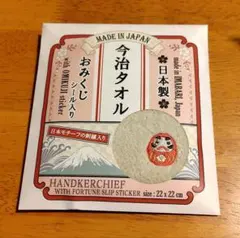 MADE IN JAPAN
日本製
made in IMABARI, Japan
今治タオル
おみくじ
シール入り
with OMIKUJI sticker
日本モチーフの刺繍入り
HANDKERCHIEF
WITH FORTUNE SLIP STICKER size : 22 x 22 cm